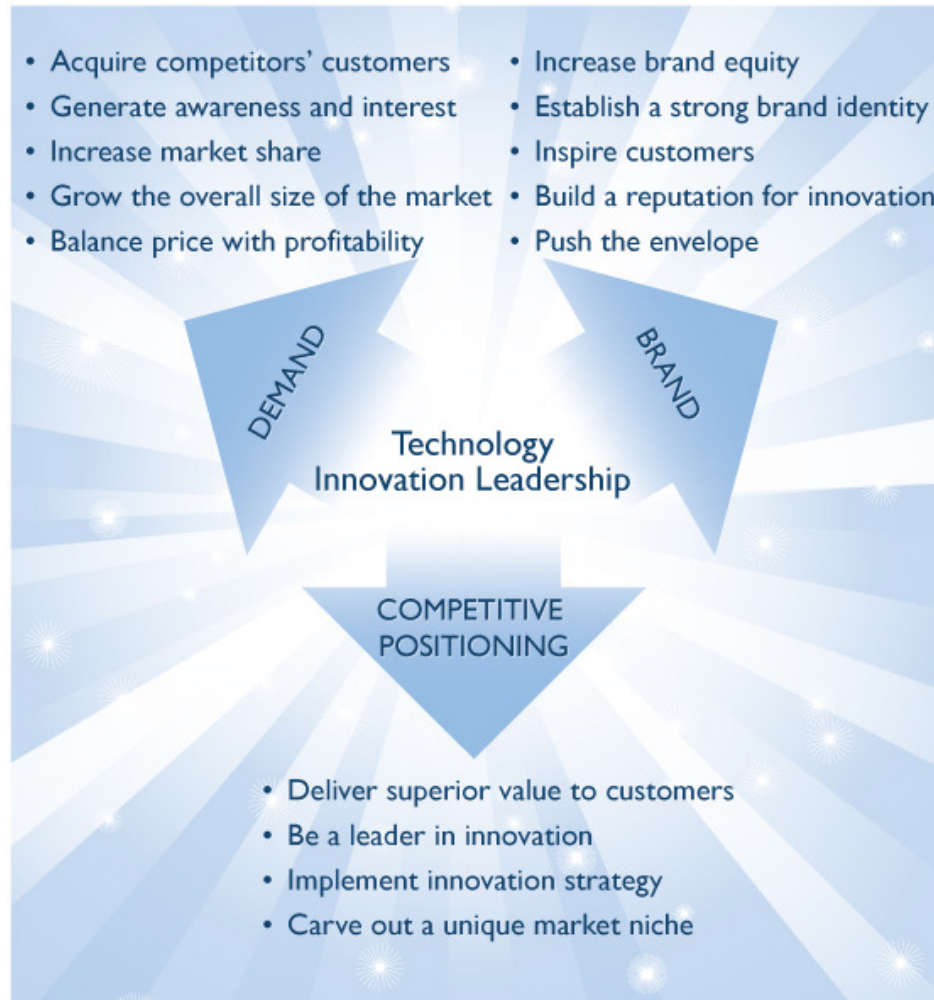 • Acquire competitors’ customers
• Generate awareness and interest
• Increase market share
• Grow the overall size of the market
• Balance price with profitability
• Increase brand equity
• Establish a strong brand identity
• Inspire customers
• Build a reputation for innovation
• Push the envelope
DEMAND
BRAND
Technology
Innovation Leadership
COMPETITIVE
POSITIONING
• Deliver superior value to customers
• Be a leader in innovation
• Implement innovation strategy
• Carve out a unique market niche